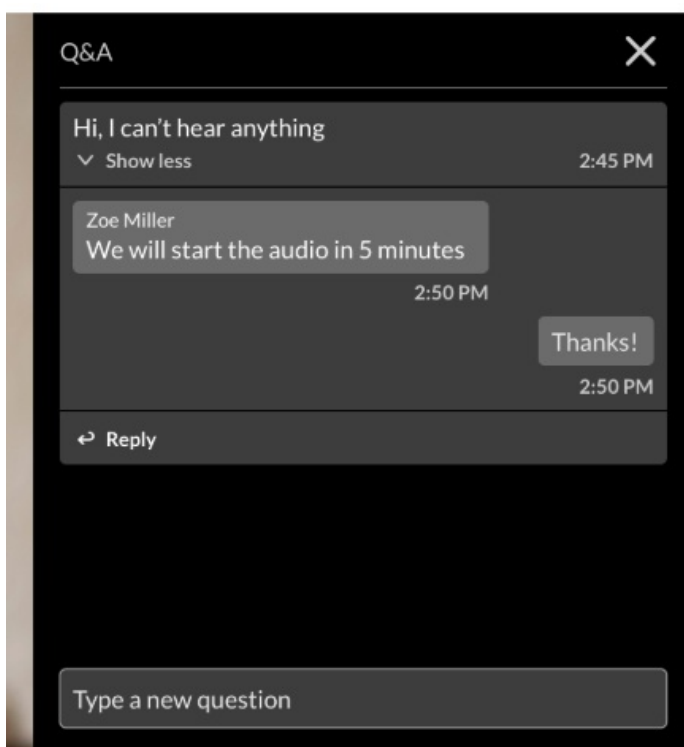 Q&A
Hi, I can’t hear anything
Show less
2:45 PM
Zoe Miller
We will start the audio in 5 minutes
2:50 PM
Thanks!
2:50 PM
Reply
Type a new question